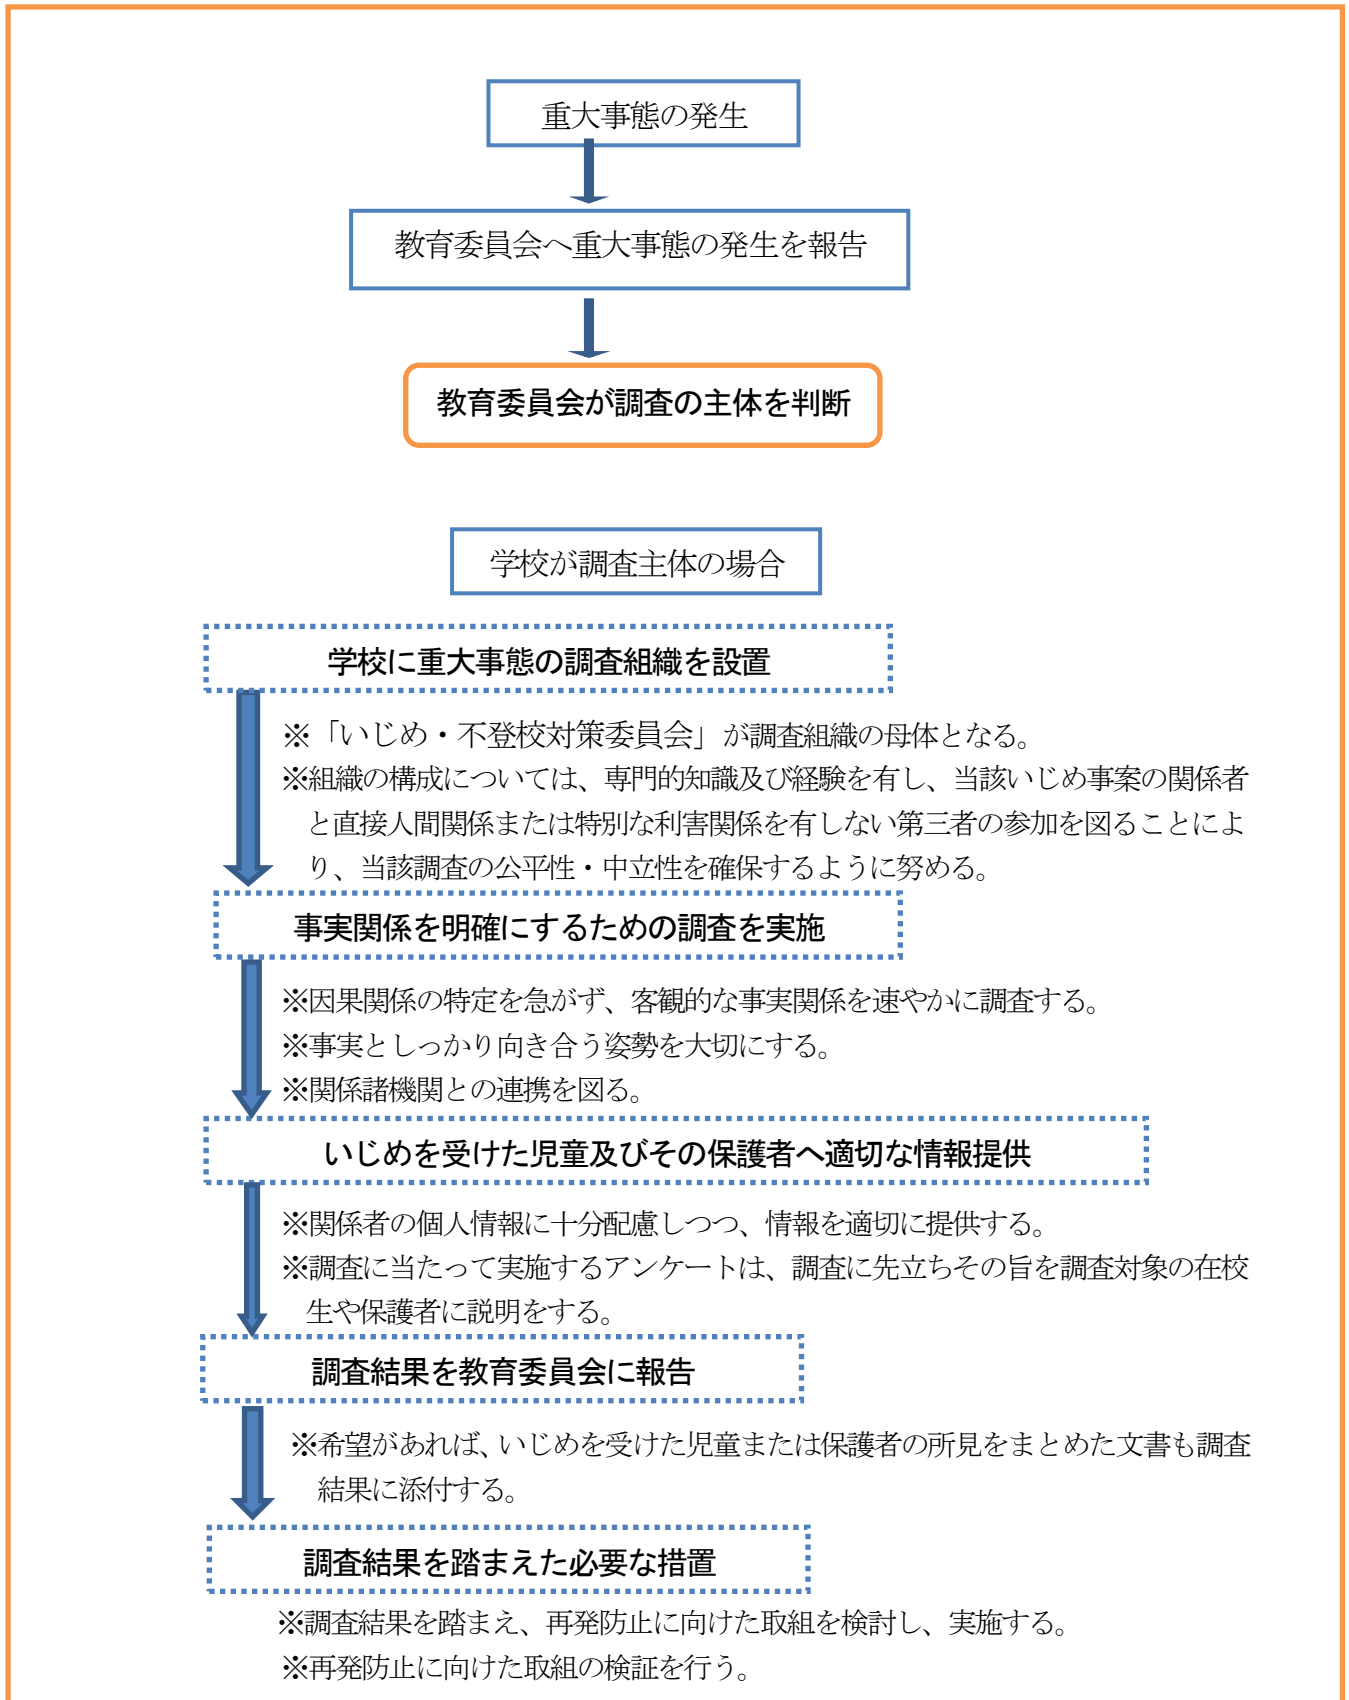 重大事態の発生
教育委員会へ重大事態の発生を報告
教育委員会が調査の主体を判断
学校が調査主体の場合
学校に重大事態の調査組織を設置
※「いじめ・不登校対策委員会」が調査組織の母体となる。
※組織の構成については、専門的知識及び経験を有し、当該いじめ事案の関係者
と直接人間関係または特別な利害関係を有しない第三者の参加を図ることによ
り、当該調査の公平性・中立性を確保するように努める。
事実関係を明確にするための調査を実施
※因果関係の特定を急がず、客観的な事実関係を速やかに調査する。
※事実としっかり向き合う姿勢を大切にする。
※関係諸機関との連携を図る。
いじめを受けた児童及びその保護者へ適切な情報提供
※関係者の個人情報に十分配慮しつつ、情報を適切に提供する。
※調査に当たって実施するアンケートは、調査に先立ちその旨を調査対象の在校
生や保護者に説明をする。
調査結果を教育委員会に報告
※希望があれば、いじめを受けた児童または保護者の所見をまとめた文書も調査
結果に添付する。
調査結果を踏まえた必要な措置
※調査結果を踏まえ、再発防止に向けた取組を検討し、実施する。
※再発防止に向けた取組の検証を行う。